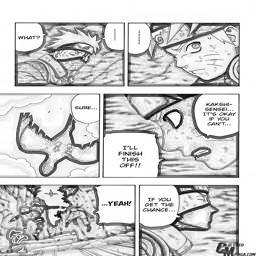 WHAT?
KAKSHI-
SENSEI...
IT'S OKAY
IF YOU
CAN'T...
I'LL
FINISH
THIS
OFF!!
SURE...
IF YOU
GET THE
CHANCE...
...YEAH!